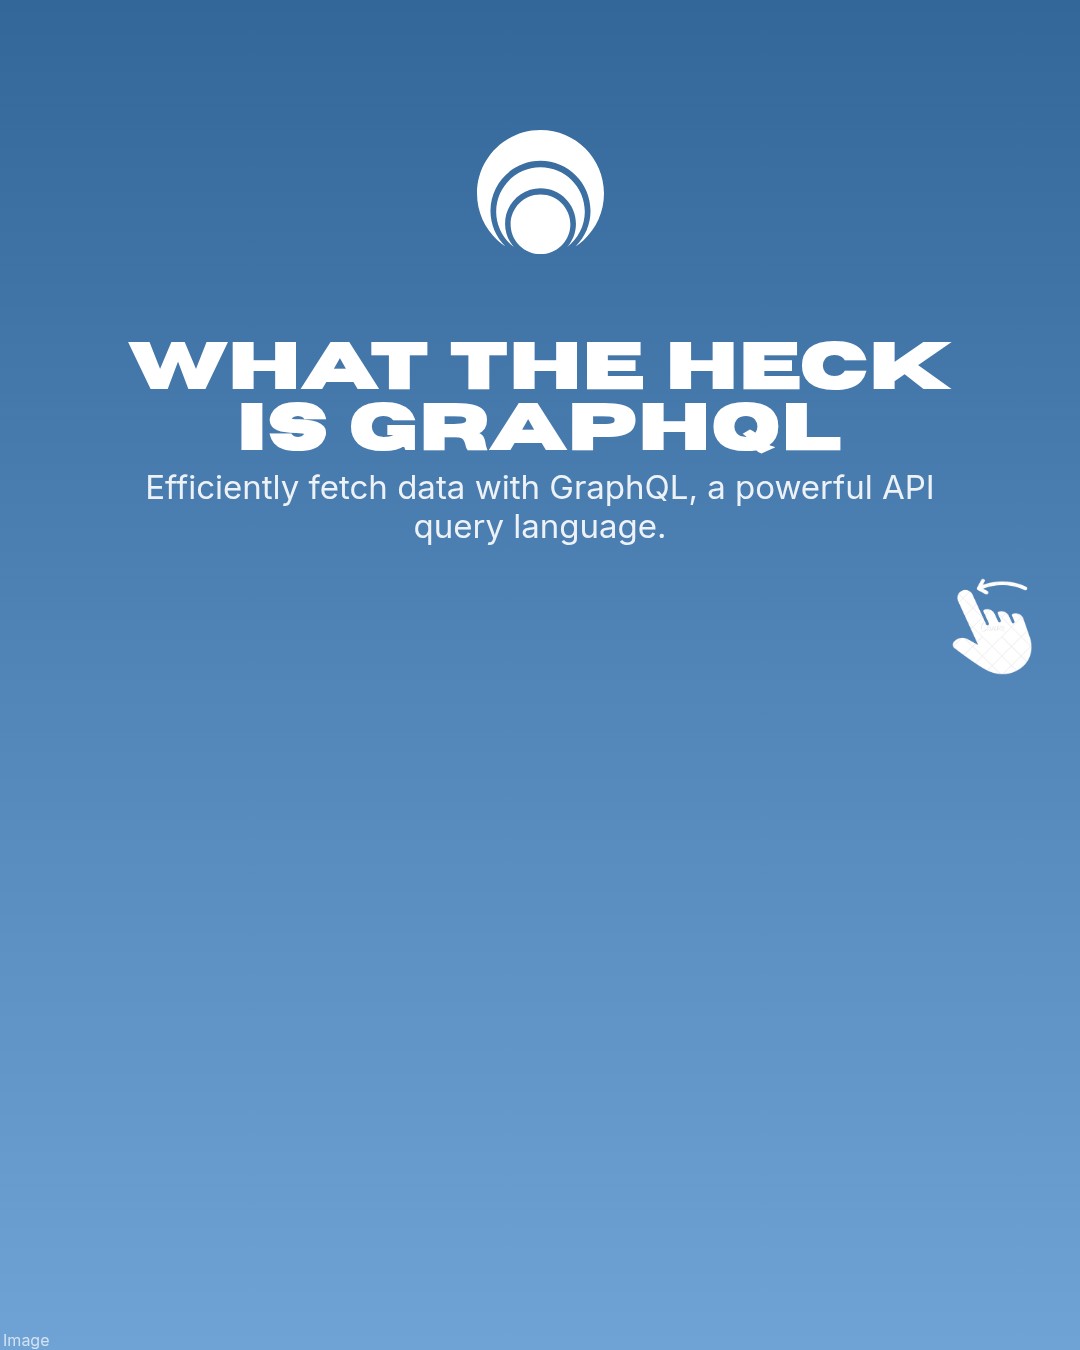 WHAT THE HECK
IS GRAPHQL
Efficiently fetch data with GraphQL, a powerful API
query language.
Image